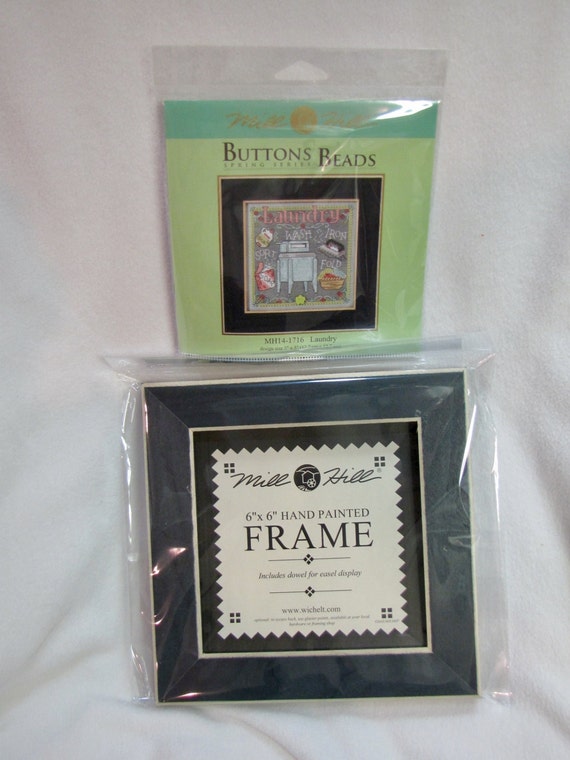 Mill Hill
BUTTONS BEADS
SPRING SERIES
Laundry
WASH IRON
SORT FOLD
MH14-1716 Laundry
Mill Hill®
6"x 6" HAND PAINTED
FRAME
Includes dowel for easel display
www.wichelt.com